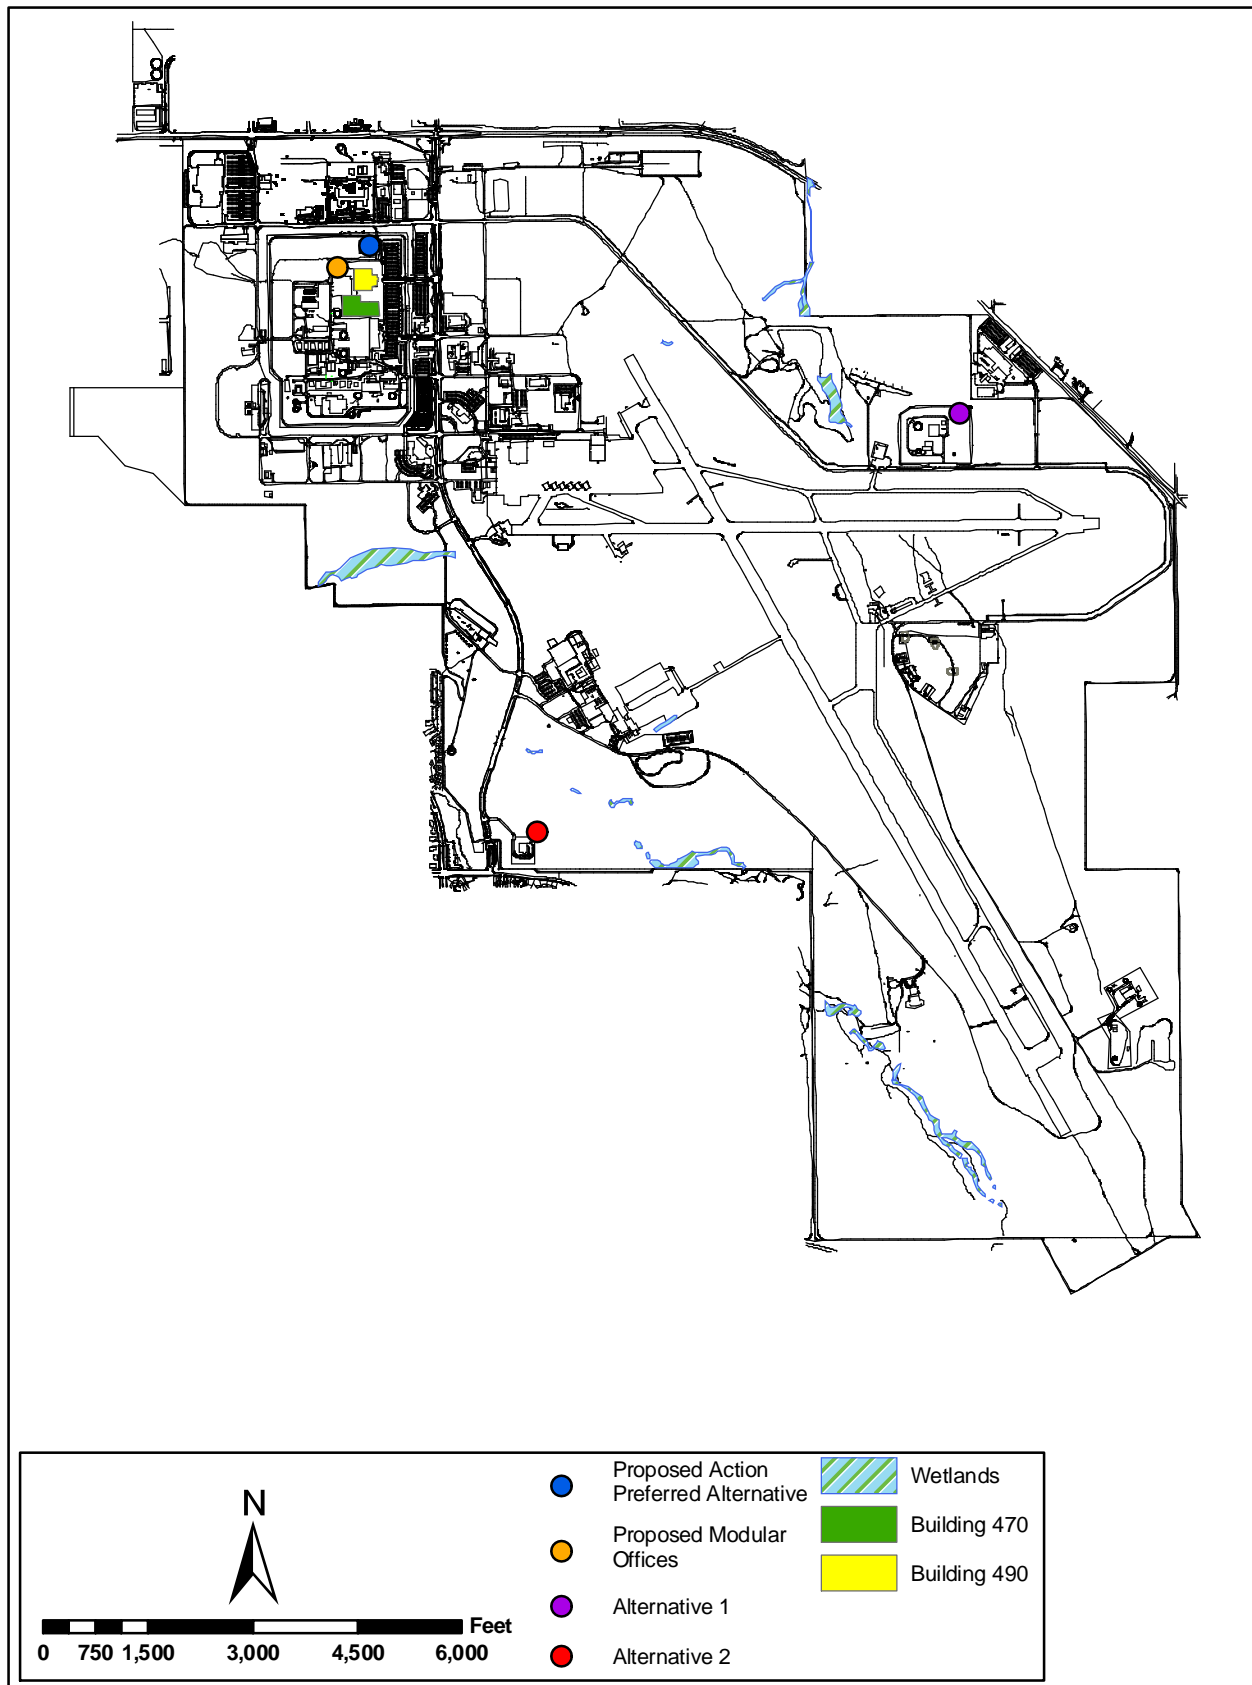 N
Feet
0 750 1,500 3,000 4,500 6,000
Proposed Action
Preferred Alternative
Proposed Modular
Offices
Alternative 1
Alternative 2
Wetlands
Building 470
Building 490